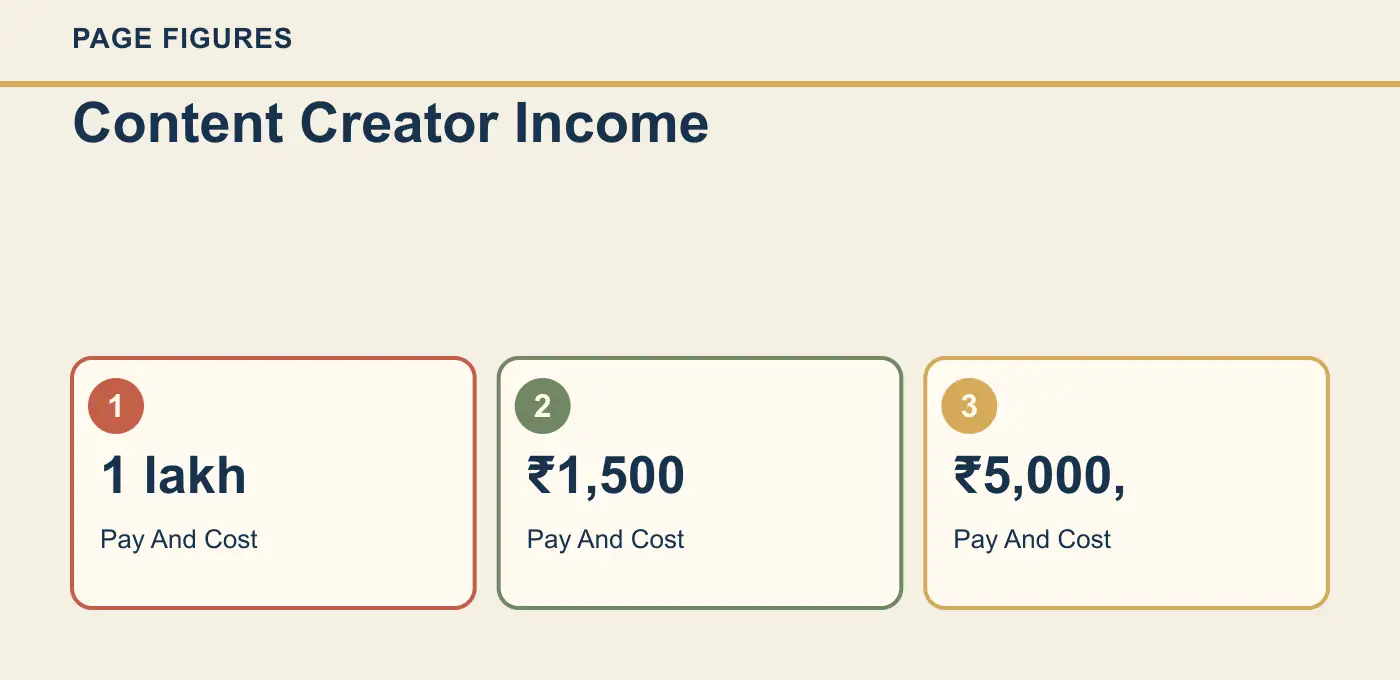 PAGE FIGURES
Content Creator Income
1
1 lakh
Pay And Cost
2
₹1,500
Pay And Cost
3
₹5,000,
Pay And Cost